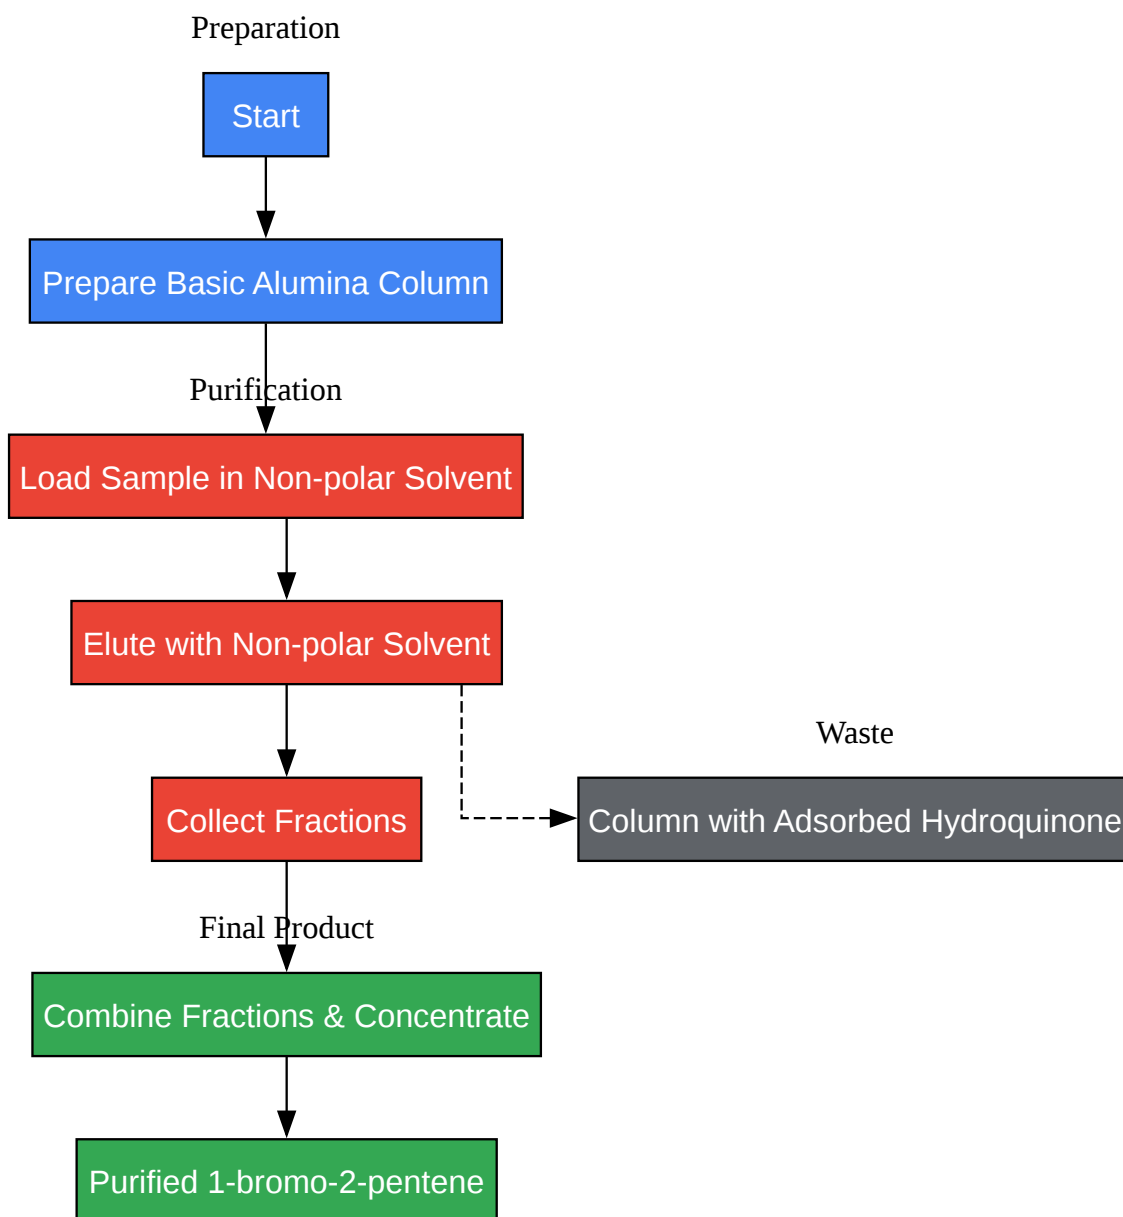 Preparation
Start
Prepare Basic Alumina Column
Purification
Load Sample in Non-polar Solvent
Elute with Non-polar Solvent
Waste
Collect Fractions
Column with Adsorbed Hydroquinone
Final Product
Combine Fractions & Concentrate
Purified 1-bromo-2-pentene